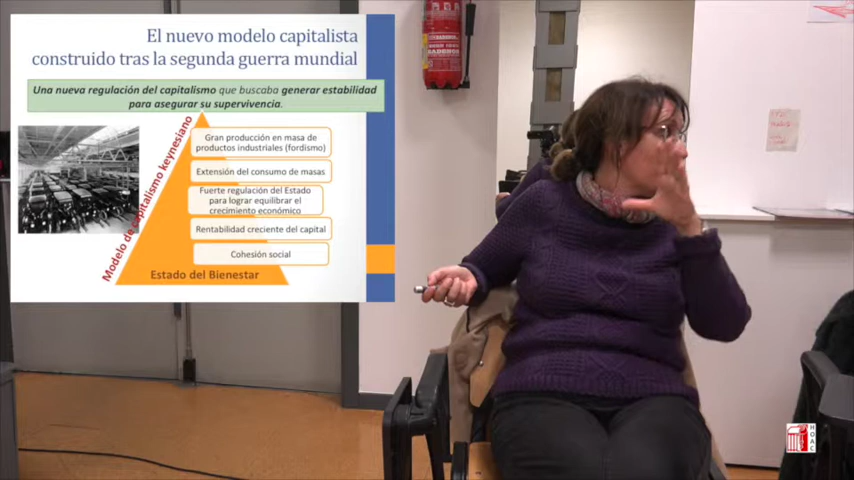 El nuevo modelo capitalista
construido tras la segunda guerra mundial
Una nueva regulación del capitalismo que buscaba generar estabilidad
para asegurar su supervivencia.
Modelo de capitalismo keynesiano
Gran producción en masa de
productos industriales (fordismo)
Extensión del consumo de masas
Fuerte regulación del Estado
para lograr equilibrar el
crecimiento económico
Rentabilidad creciente del capital
Cohesión social
Estado del Bienestar
HOAC